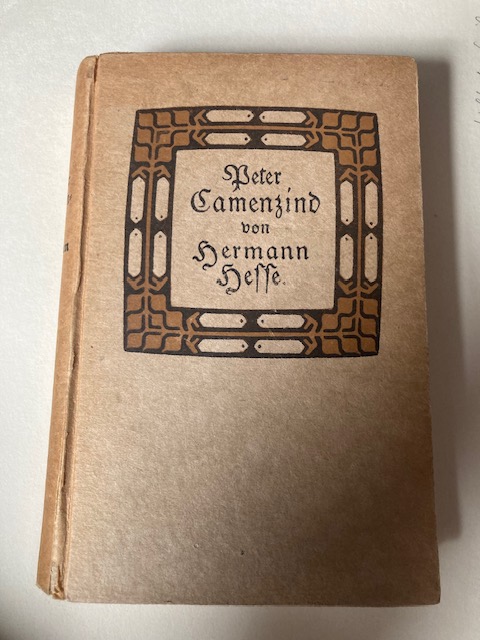 Peter
Camenzind
von
Hermann
Hesse.